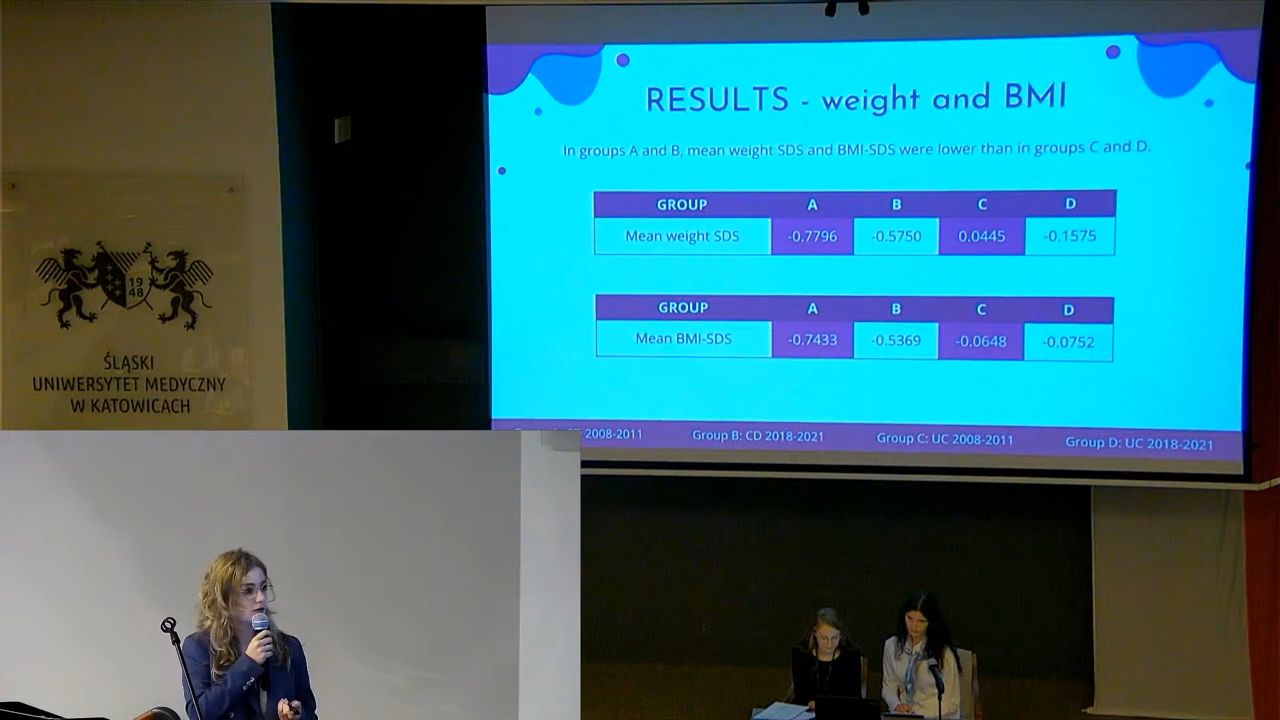 RESULTS - weight and BMI
In groups A and B, mean weight SDS and BMI-SDS were lower than in groups C and D.
GROUP A B C D
Mean weight SDS -0.7796 -0.5750 0.0445 -0.1575
GROUP A B C D
Mean BMI-SDS -0.7433 -0.5369 -0.0648 -0.0752
2008-2011 Group B: CD 2018-2021 Group C: UC 2008-2011 Group D: UC 2018-2021
19
48
ŚLĄSKI
UNIWERSYTET MEDYCZNY
W KATOWICACH